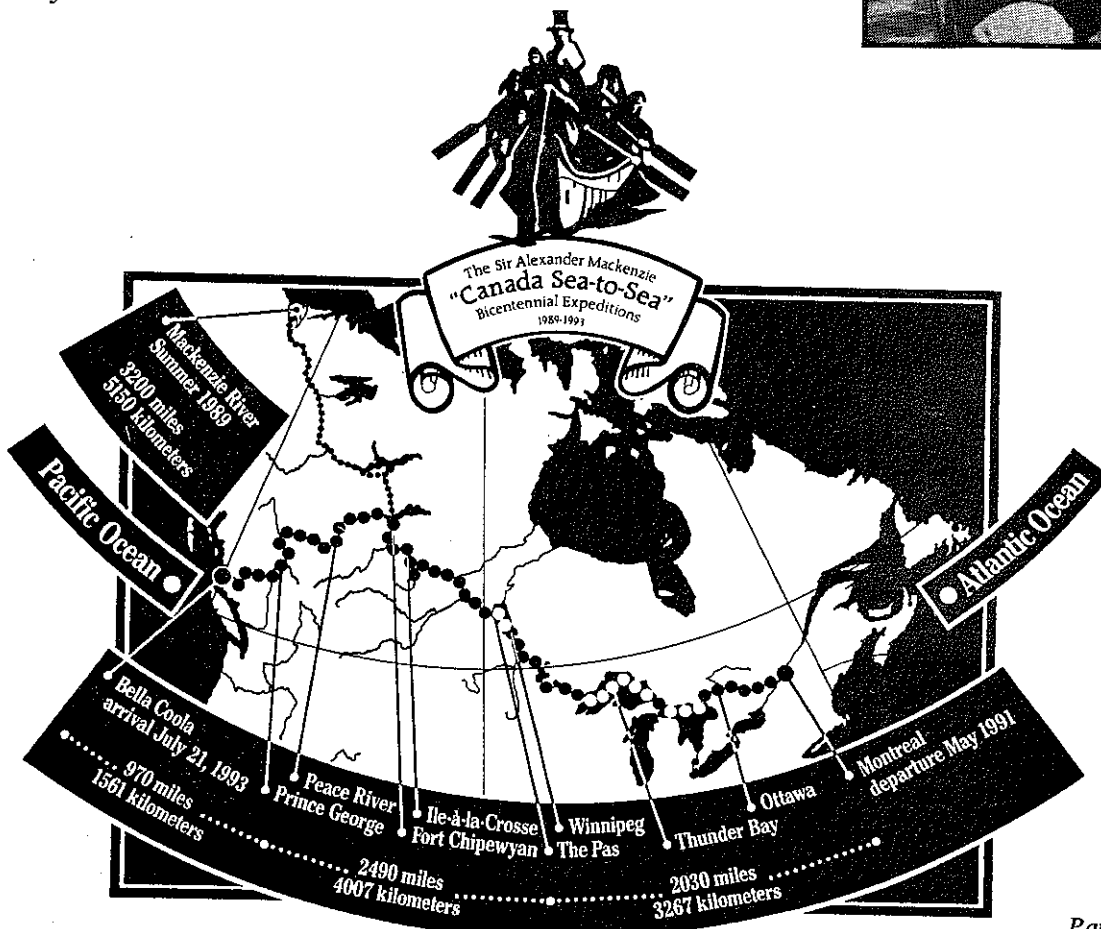 The Sir Alexander Mackenzie
"Canada Sea-to-Sea"
Bicentennial Expeditions
1989-1993
Mackenzie River
Summer 1989
3200 miles
5150 kilometers
Pacific Ocean
Atlantic Ocean
Bella Coola
arrival July 21, 1993
970 miles
1561 kilometers
Peace River
Prince George
Ile-à-la-Crosse
Fort Chipewyan
2490 miles
4007 kilometers
Winnipeg
The Pas
Thunder Bay
2030 miles
3267 kilometers
Ottawa
Montreal
departure May 1991